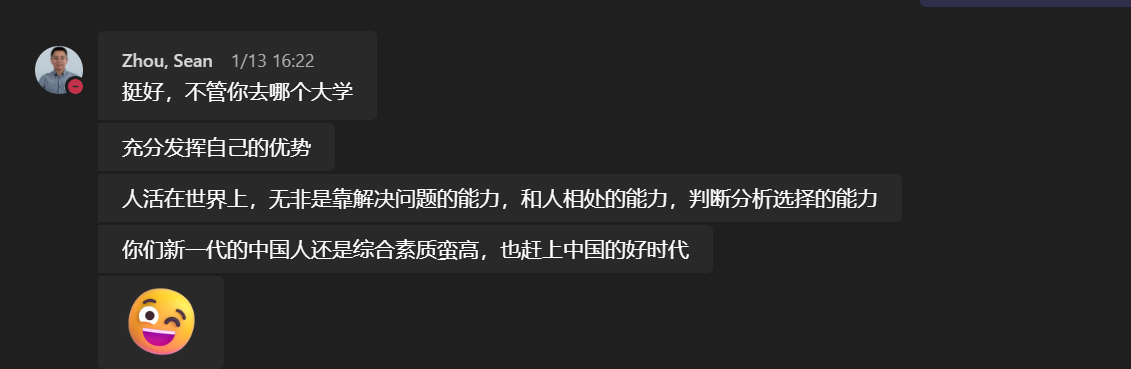 Zhou, Sean 1/13 16:22
挺好，不管你去哪个大学
充分发挥自己的优势
人活在世界上，无非是靠解决问题的能力，和人相处的能力，判断分析选择的能力
你们新一代的中国人还是综合素质蛮高，也赶上中国的好时代